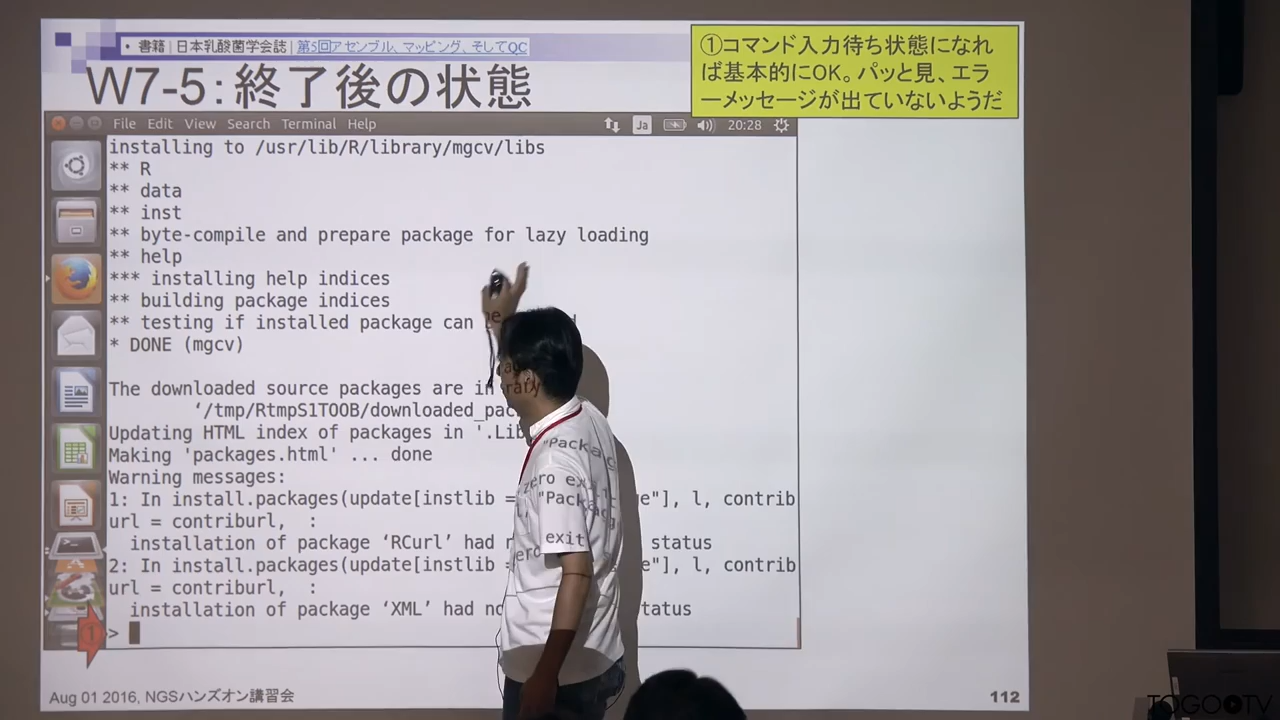 ・書籍 | 日本乳酸菌学会誌 | 第5回アセンブル、マッピング、そしてQC
W7-5：終了後の状態
①コマンド入力待ち状態になれ
ば基本的にOK。パッと見、エラ
ーメッセージが出ていないようだ
File Edit View Search Terminal Help
Ja
20:28
installing to /usr/lib/R/library/mgcv/libs
** R
** data
** inst
** byte-compile and prepare package for lazy loading
** help
*** installing help indices
** building package indices
** testing if installed package can be
* DONE (mgcv)
The downloaded source packages are in
‘/tmp/RtmpS1TOOB/downloaded_pac
Updating HTML index of packages in '.Lib
Making 'packages.html' ... done
Warning messages:
1: In install.packages(update[instlib = "Package"], l, contrib
url = contriburl, :
installation of package ‘RCurl’ had status
2: In install.packages(update[instlib "Package"], l, contrib
url = contriburl, :
installation of package ‘XML’ had exit status
①
>
Aug 01 2016, NGSハンズオン講習会
112
TOGOTV